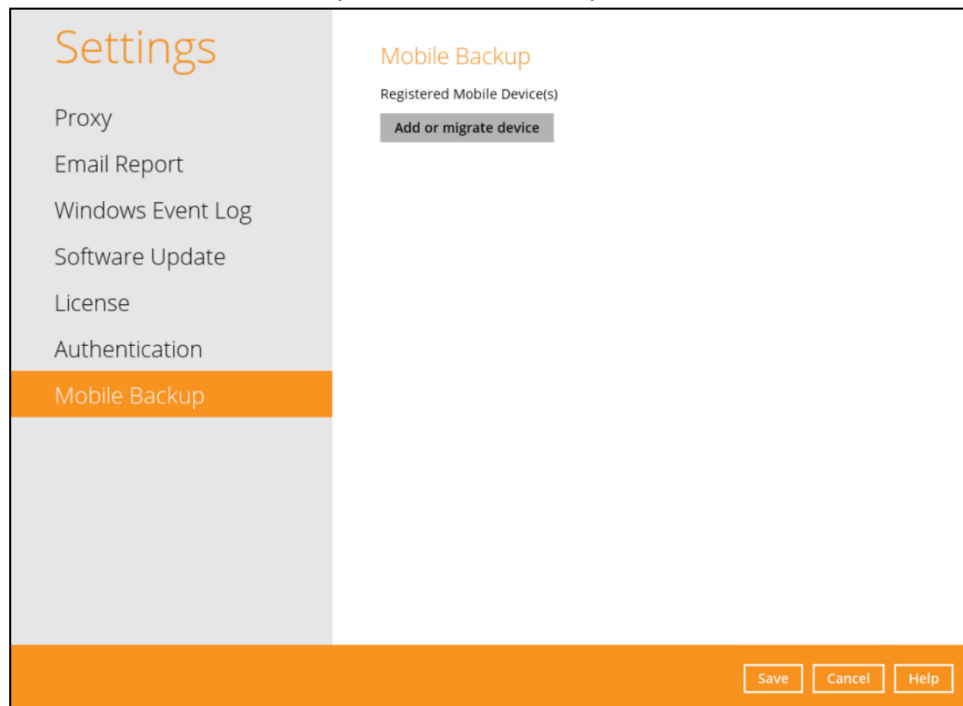 Settings
Proxy
Email Report
Windows Event Log
Software Update
License
Authentication
Mobile Backup
Mobile Backup
Registered Mobile Device(s)
Add or migrate device
Save
Cancel
Help